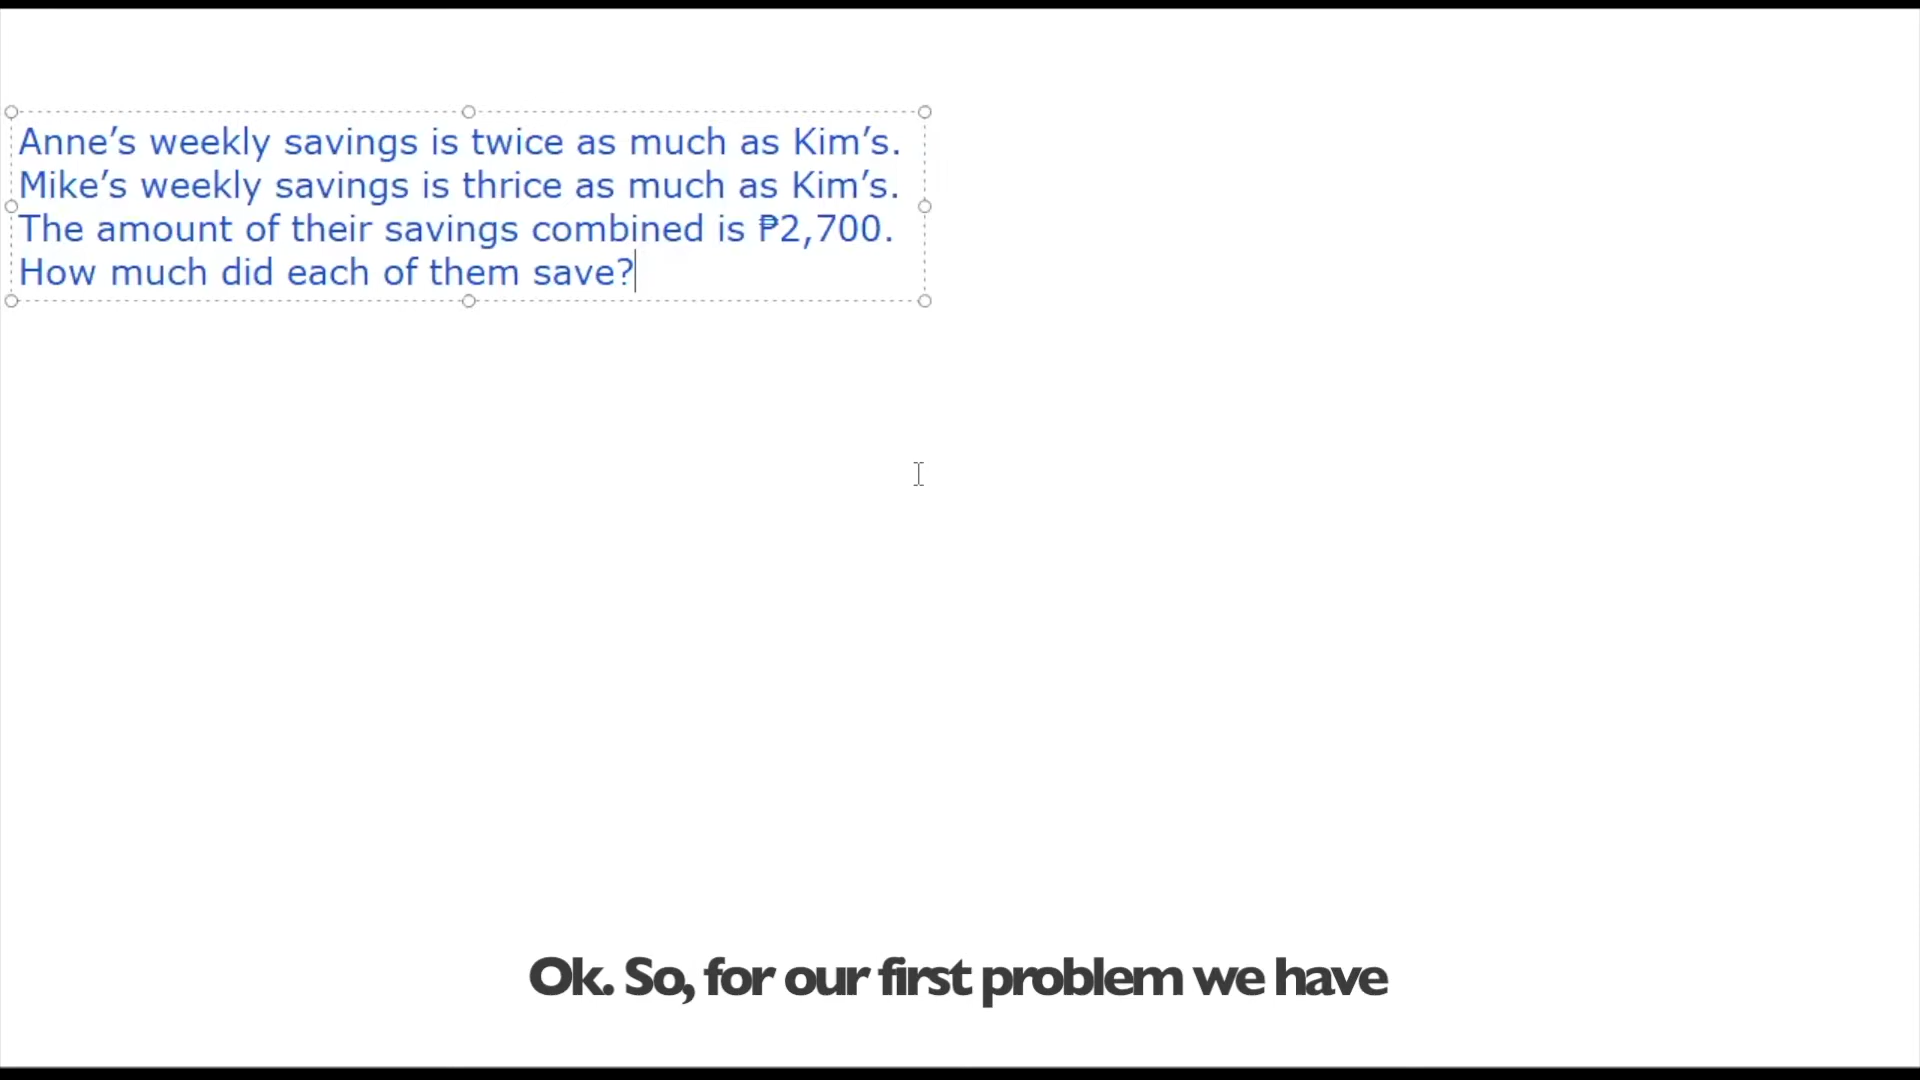 Anne’s weekly savings is twice as much as Kim’s.
Mike’s weekly savings is thrice as much as Kim’s.
The amount of their savings combined is ₱2,700.
How much did each of them save?
Ok. So, for our first problem we have